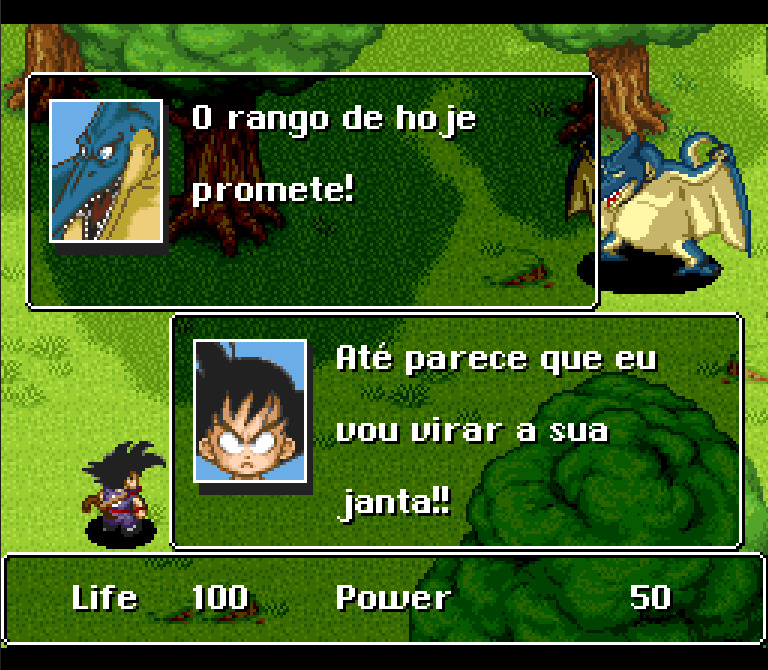 O rango de hoje
promete!
Até parece que eu
vou virar a sua
janta!!
Life 100 Power 50